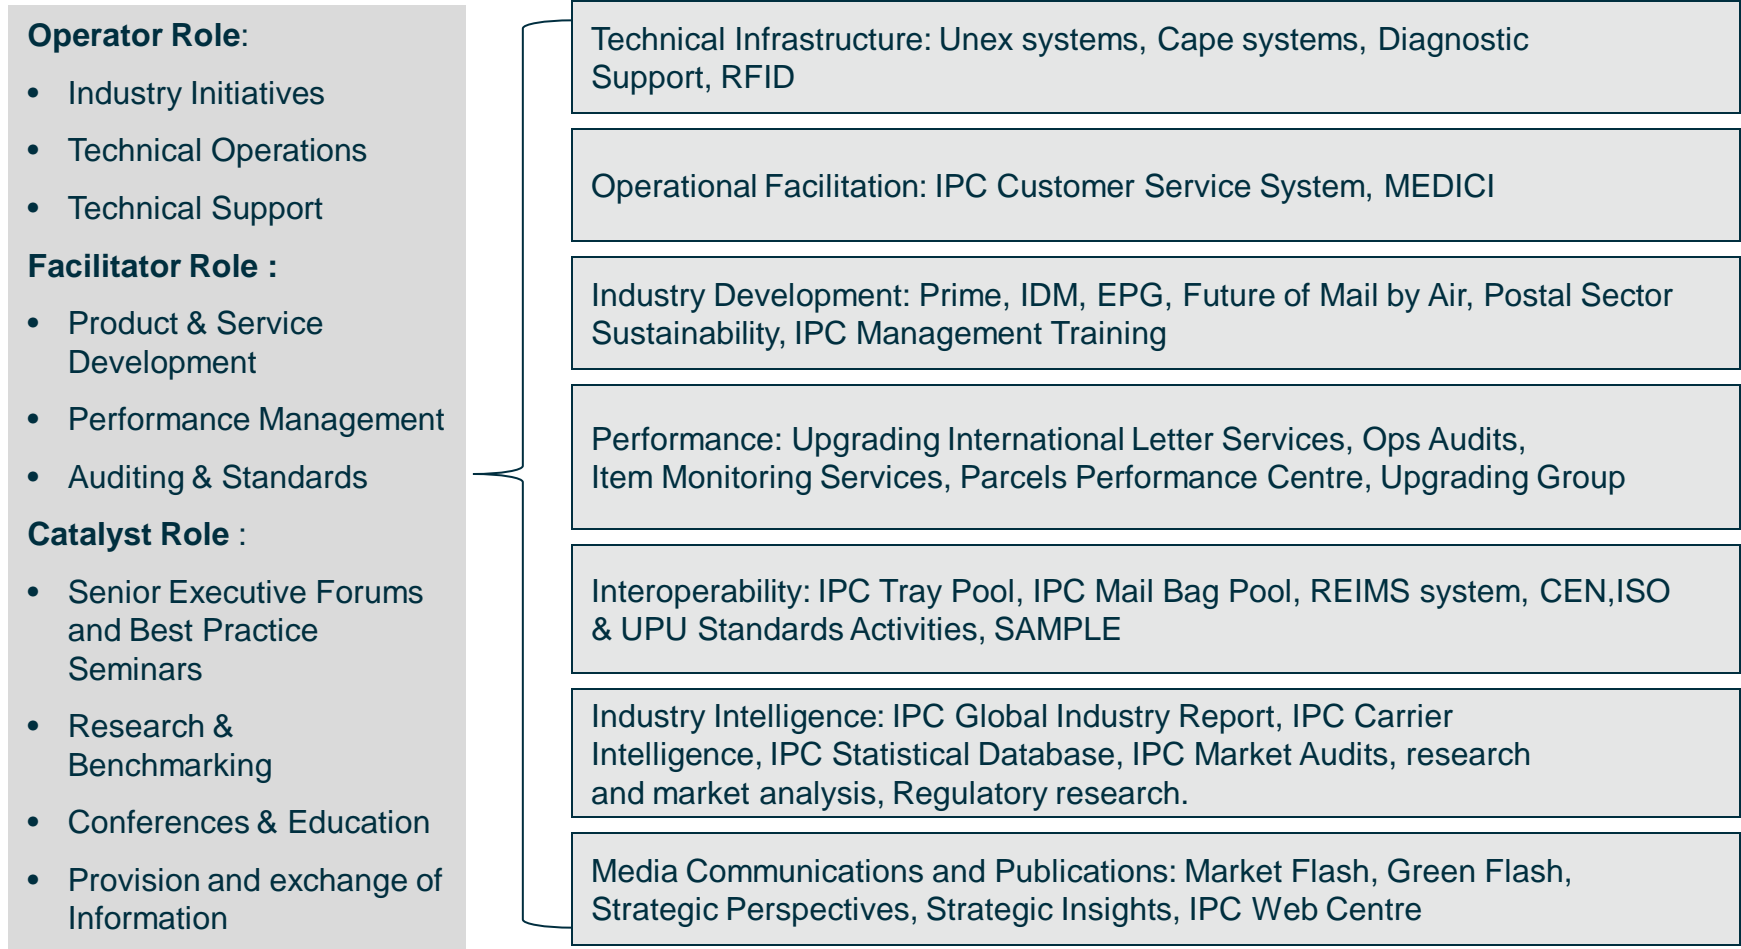 Operator Role:
• Industry Initiatives
• Technical Operations
• Technical Support
Facilitator Role :
• Product & Service
Development
• Performance Management
• Auditing & Standards
Catalyst Role :
• Senior Executive Forums
and Best Practice
Seminars
• Research &
Benchmarking
• Conferences & Education
• Provision and exchange of
Information
Technical Infrastructure: Unex systems, Cape systems, Diagnostic
Support, RFID
Operational Facilitation: IPC Customer Service System, MEDICI
Industry Development: Prime, IDM, EPG, Future of Mail by Air, Postal Sector
Sustainability, IPC Management Training
Performance: Upgrading International Letter Services, Ops Audits,
Item Monitoring Services, Parcels Performance Centre, Upgrading Group
Interoperability: IPC Tray Pool, IPC Mail Bag Pool, REIMS system, CEN,ISO
& UPU Standards Activities, SAMPLE
Industry Intelligence: IPC Global Industry Report, IPC Carrier
Intelligence, IPC Statistical Database, IPC Market Audits, research
and market analysis, Regulatory research.
Media Communications and Publications: Market Flash, Green Flash,
Strategic Perspectives, Strategic Insights, IPC Web Centre